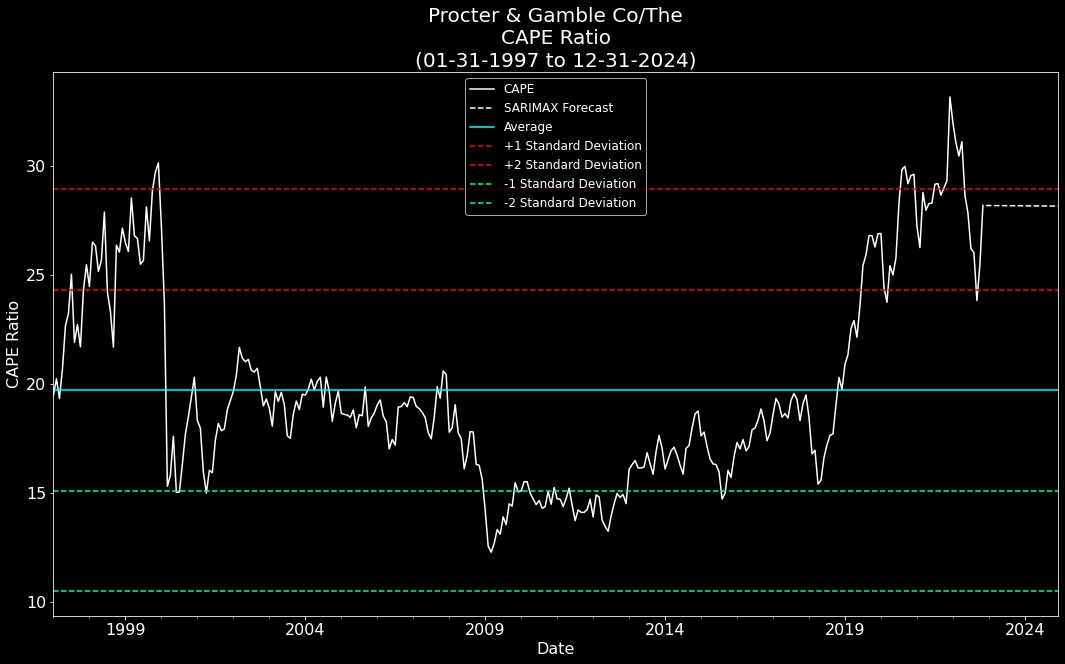 Procter & Gamble Co/The
CAPE Ratio
(01-31-1997 to 12-31-2024)
CAPE
SARIMAX Forecast
Average
+1 Standard Deviation
+2 Standard Deviation
-1 Standard Deviation
-2 Standard Deviation
CAPE Ratio
30
25
20
15
10
1999 2004 2009 2014 2019 2024
Date